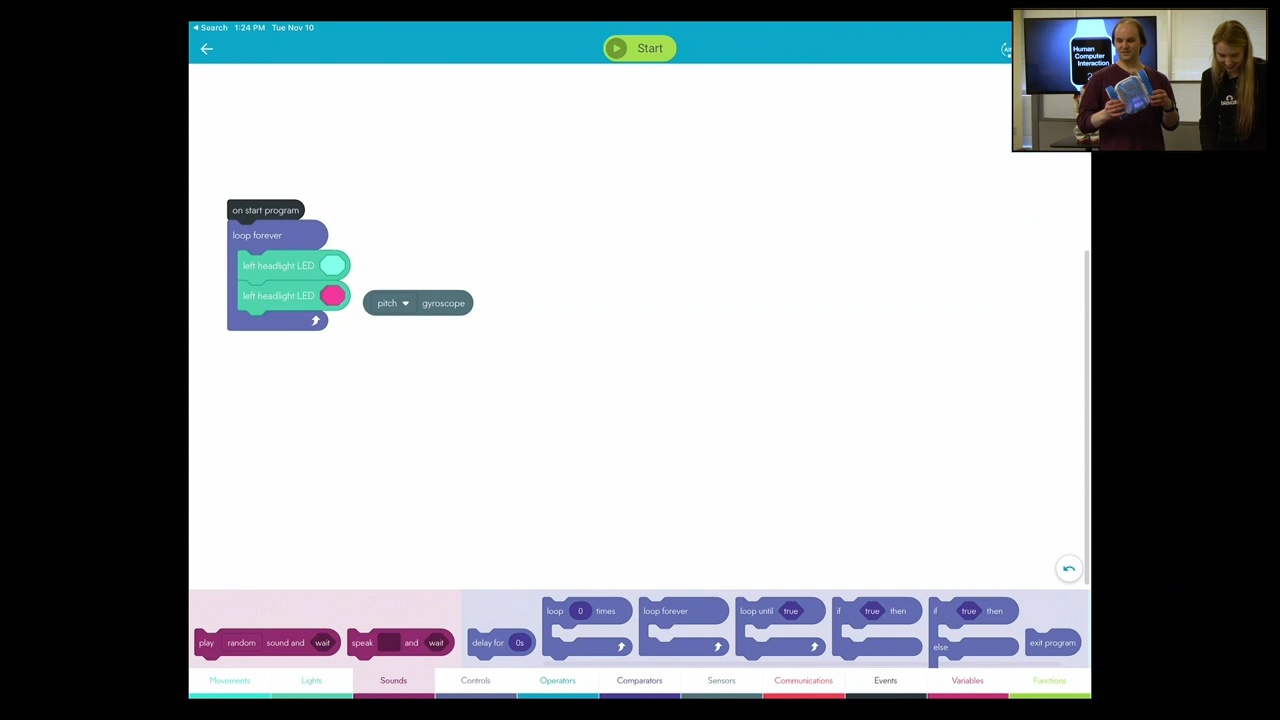 Search 1:24 PM Tue Nov 10
Start
Human
Computer
Interaction
on start program
loop forever
left headlight LED
left headlight LED
pitch gyroscope
play random sound and wait
speak and wait
delay for 0s
loop 0 times
loop forever
loop until true
if true then
if true then
else
exit program
Movements Lights Sounds Controls Operators Comparators Sensors Communications Events Variables Functions